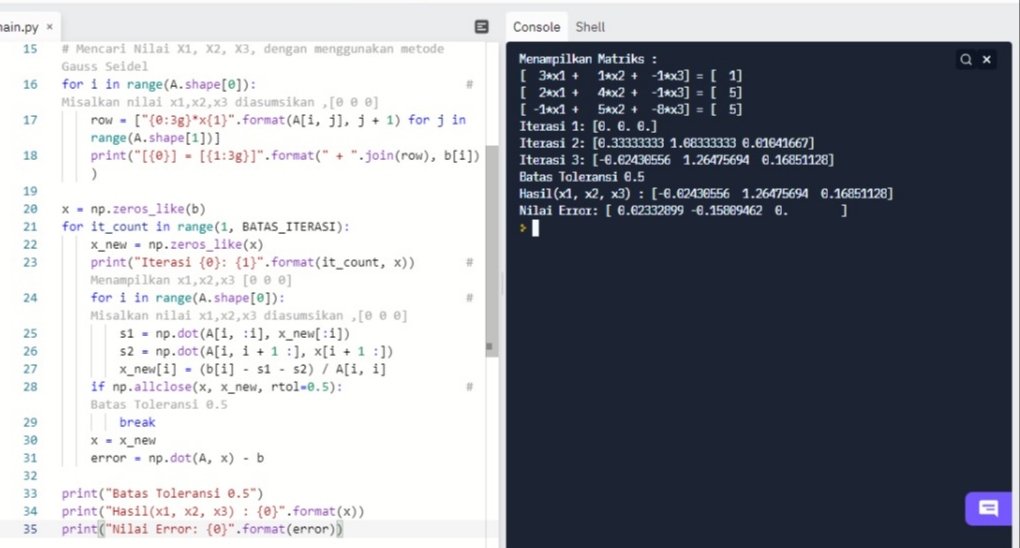 main.py ×
15 # Mencari Nilai X1, X2, X3, dengan menggunakan metode
Gauss Seidel
16 for i in range(A.shape[0]): #
Misalkan nilai x1,x2,x3 diasumsikan ,[0 0 0]
17 row = ["{0:3g}*x{1}".format(A[i, j], j + 1) for j in
range(A.shape[1])]
18 print("[{0}] = [{1:3g}]".format(" + ".join(row), b[i])
)
19
20 x = np.zeros_like(b)
21 for it_count in range(1, BATAS_ITERASI):
22 x_new = np.zeros_like(x)
23 print("Iterasi {0}: {1}".format(it_count, x)) #
Menampilkan x1,x2,x3 [0 0 0]
24 for i in range(A.shape[0]): #
Misalkan nilai x1,x2,x3 diasumsikan ,[0 0 0]
25 s1 = np.dot(A[i, :i], x_new[:i])
26 s2 = np.dot(A[i, i + 1 :], x[i + 1 :])
27 x_new[i] = (b[i] - s1 - s2) / A[i, i]
28 if np.allclose(x, x_new, rtol=0.5): #
Batas Toleransi 0.5
29 break
30 x = x_new
31 error = np.dot(A, x) - b
32
33 print("Batas Toleransi 0.5")
34 print("Hasil(x1, x2, x3) : {0}".format(x))
35 print("Nilai Error: {0}".format(error))
Console Shell
Menampilkan Matriks :
[ 3*x1 + 1*x2 + -1*x3] = [ 1]
[ 2*x1 + 4*x2 + -1*x3] = [ 5]
[ -1*x1 + 5*x2 + -8*x3] = [ 5]
Iterasi 1: [0. 0. 0.]
Iterasi 2: [0.33333333 1.08333333 0.01041667]
Iterasi 3: [-0.02430556 1.26475694 0.16851128]
Batas Toleransi 0.5
Hasil(x1, x2, x3) : [-0.02430556 1.26475694 0.16851128]
Nilai Error: [ 0.02332899 -0.15809462 0. ]
>